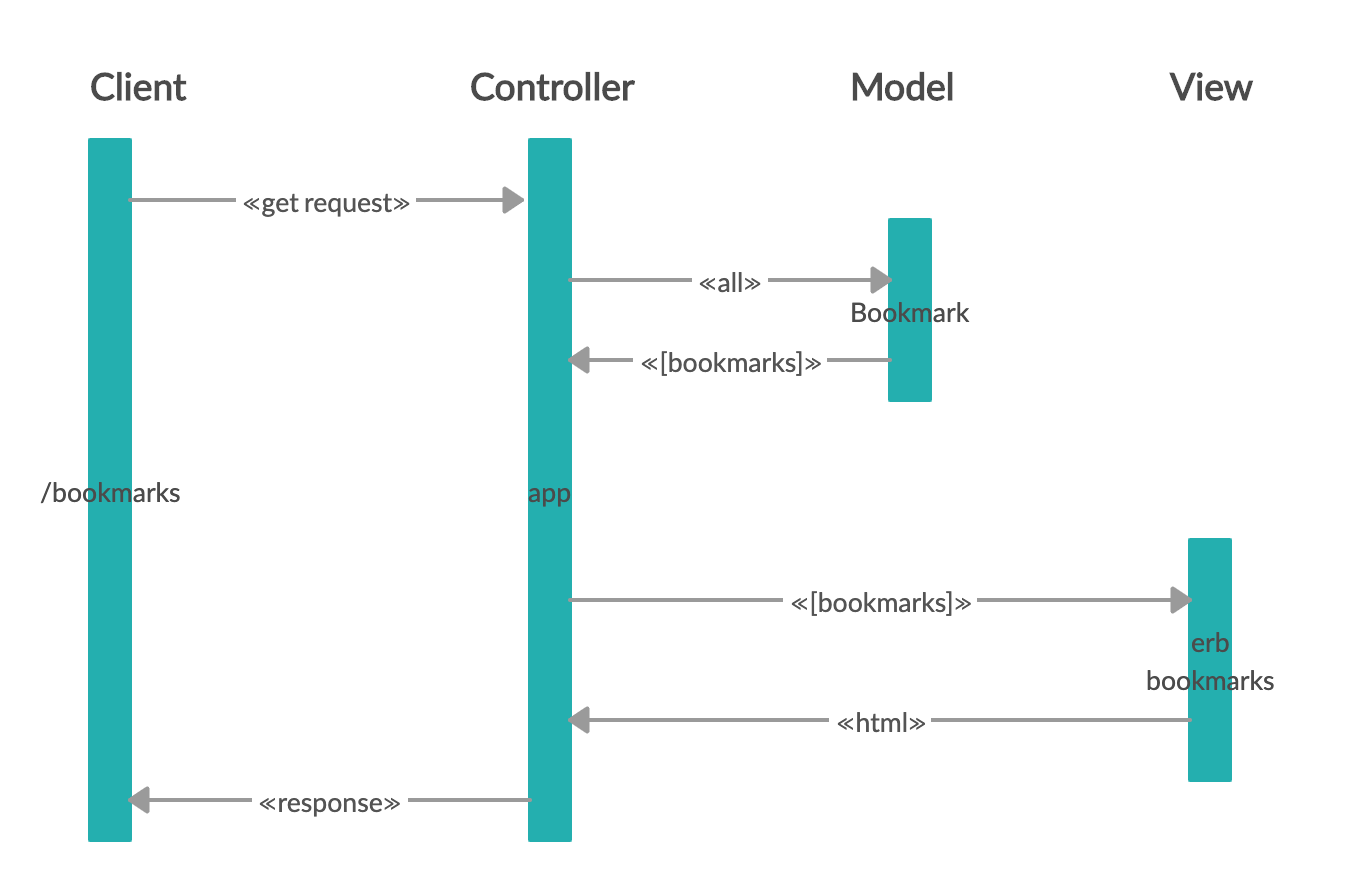 Client
Controller
Model
View
«get request»
«all»
Bookmark
«[bookmarks]»
/bookmarks
app
«[bookmarks]»
erb
bookmarks
«html»
«response»